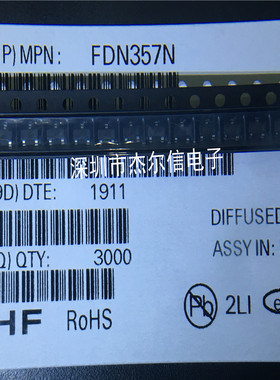 P) MPN: FDN357N
深圳市杰尔信电子
9D) DTE: 1911
DIFFUSED
Q) QTY: 3000
ASSY IN:
HF RoHS
Pb 2LI e